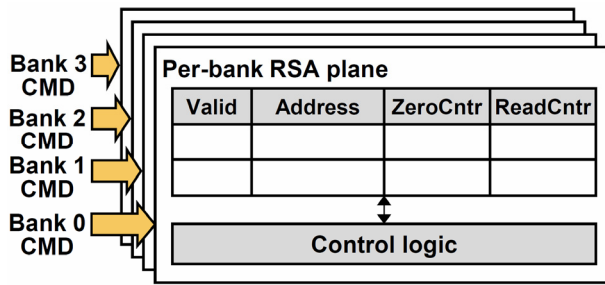 Bank 3
CMD
Bank 2
CMD
Bank 1
CMD
Bank 0
CMD
Per-bank RSA plane
Valid Address ZeroCntr ReadCntr
Control logic